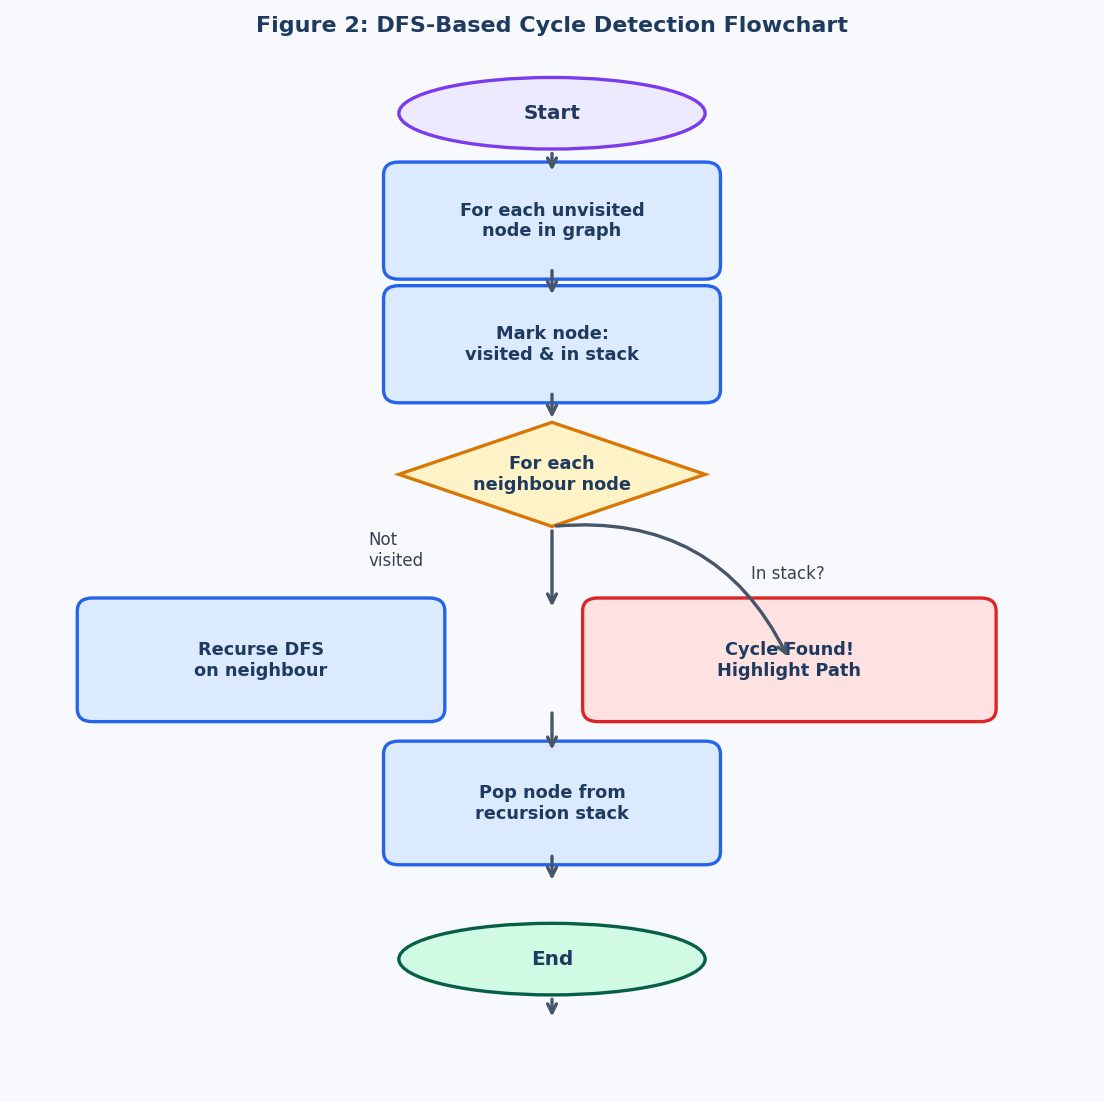 Figure 2: DFS-Based Cycle Detection Flowchart
Start
For each unvisited
node in graph
Mark node:
visited & in stack
For each
neighbour node
Not
visited
In stack?
Recurse DFS
on neighbour
Cycle Found!
Highlight Path
Pop node from
recursion stack
End